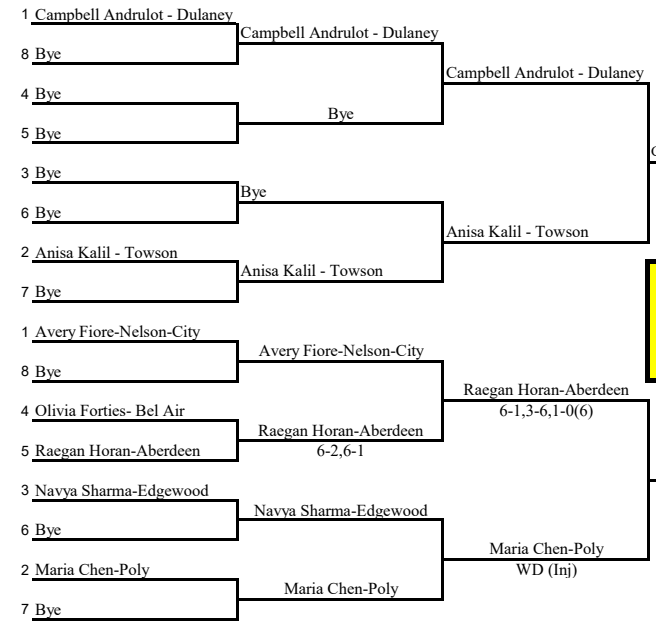 1 Campbell Andrulot - Dulaney
Campbell Andrulot - Dulaney
8 Bye
Campbell Andrulot - Dulaney
4 Bye
Bye
5 Bye
3 Bye
Bye
6 Bye
Anisa Kalil - Towson
2 Anisa Kalil - Towson
Anisa Kalil - Towson
7 Bye
1 Avery Fiore-Nelson-City
Avery Fiore-Nelson-City
8 Bye
Raegan Horan-Aberdeen
6-1,3-6,1-0(6)
4 Olivia Forties- Bel Air
Raegan Horan-Aberdeen
5 Raegan Horan-Aberdeen
6-2,6-1
3 Navya Sharma-Edgewood
Navya Sharma-Edgewood
6 Bye
Maria Chen-Poly
WD (Inj)
2 Maria Chen-Poly
Maria Chen-Poly
7 Bye